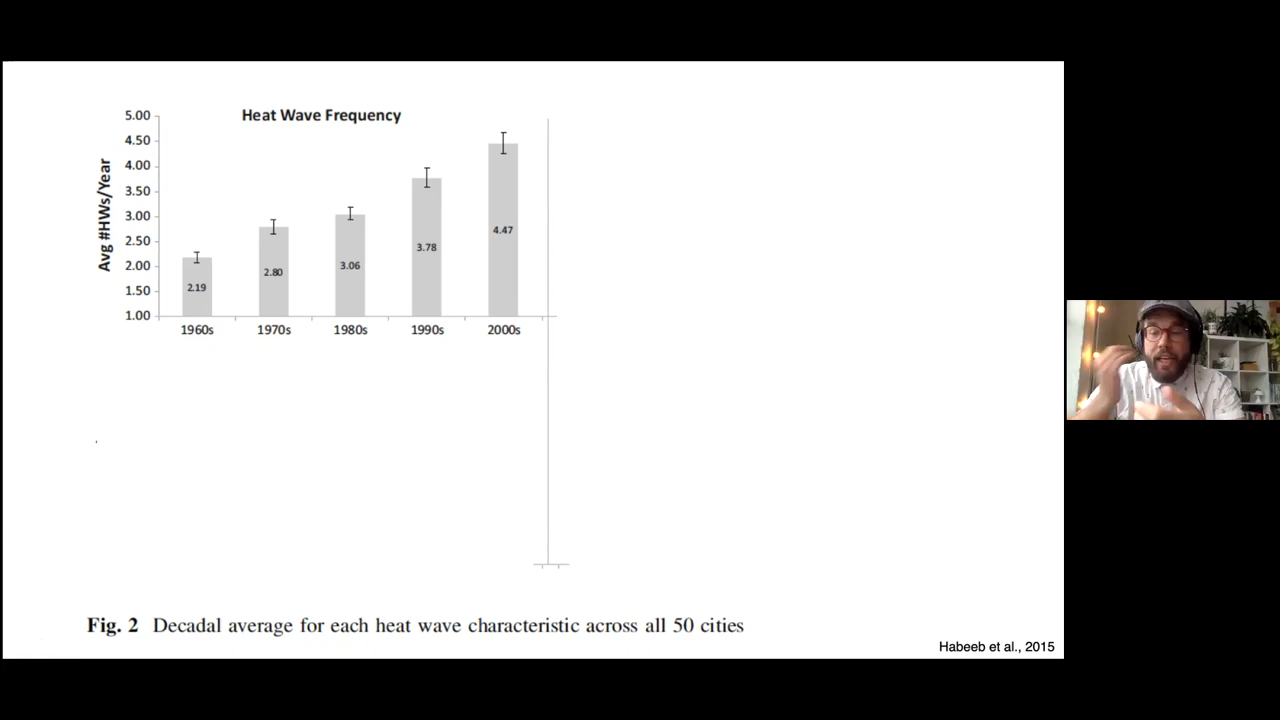 Heat Wave Frequency
Avg #HWs/Year
5.00
4.50
4.00
3.50
3.00
2.50
2.00
1.50
1.00
2.19
2.80
3.06
3.78
4.47
1960s 1970s 1980s 1990s 2000s
Fig. 2 Decadal average for each heat wave characteristic across all 50 cities
Habeeb et al., 2015